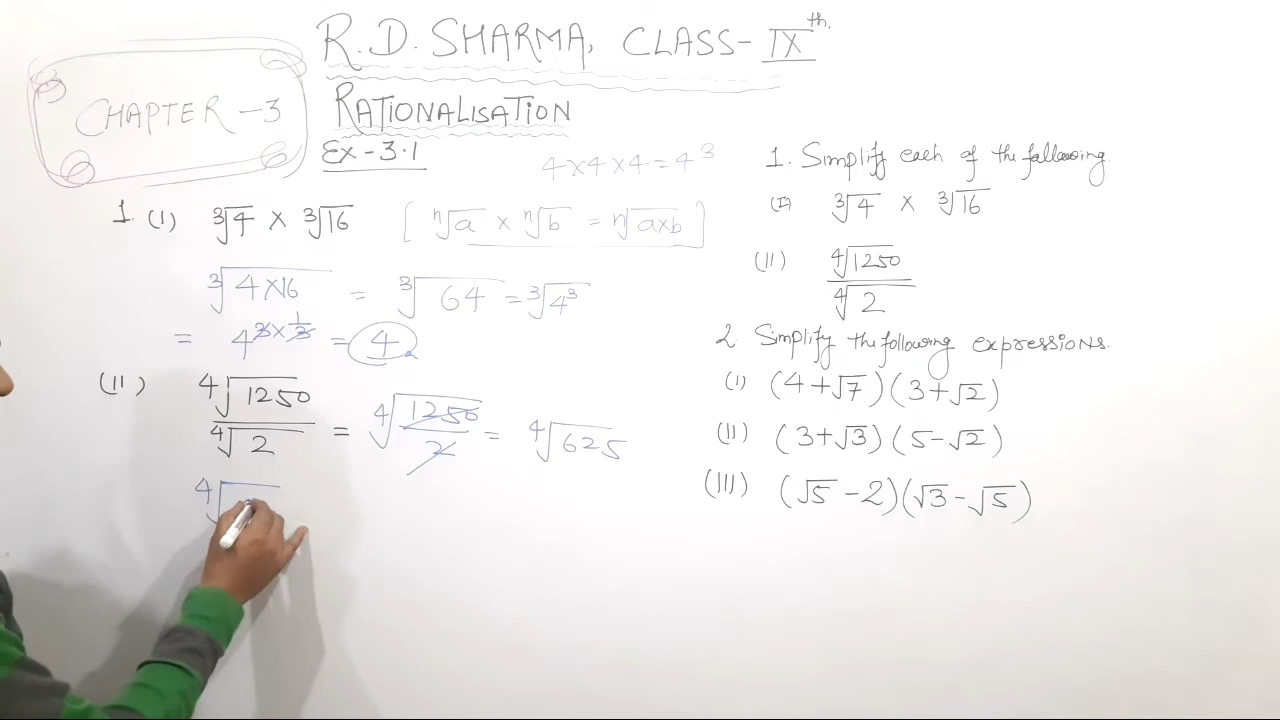 R.D. SHARMA, CLASS- IXth.
CHAPTER -3
RATIONALISATION
Ex-3.1
4×4×4=4³
1. (I) ∛4 × ∛16 [ ⁿ√a × ⁿ√b = ⁿ√a×b ]
∛4×16 = ∛64 = ∛4³
= 4^3×1/3 = 4
(II) ⁴√1250 / ⁴√2 = ⁴√1250/2 = ⁴√625
⁴√
1. Simplify each of the following
(I) ∛4 × ∛16
(II) ⁴√1250 / ⁴√2
2. Simplify the following expressions.
(I) (4+√7)(3+√2)
(II) (3+√3)(5-√2)
(III) (√5-2)(√3-√5)